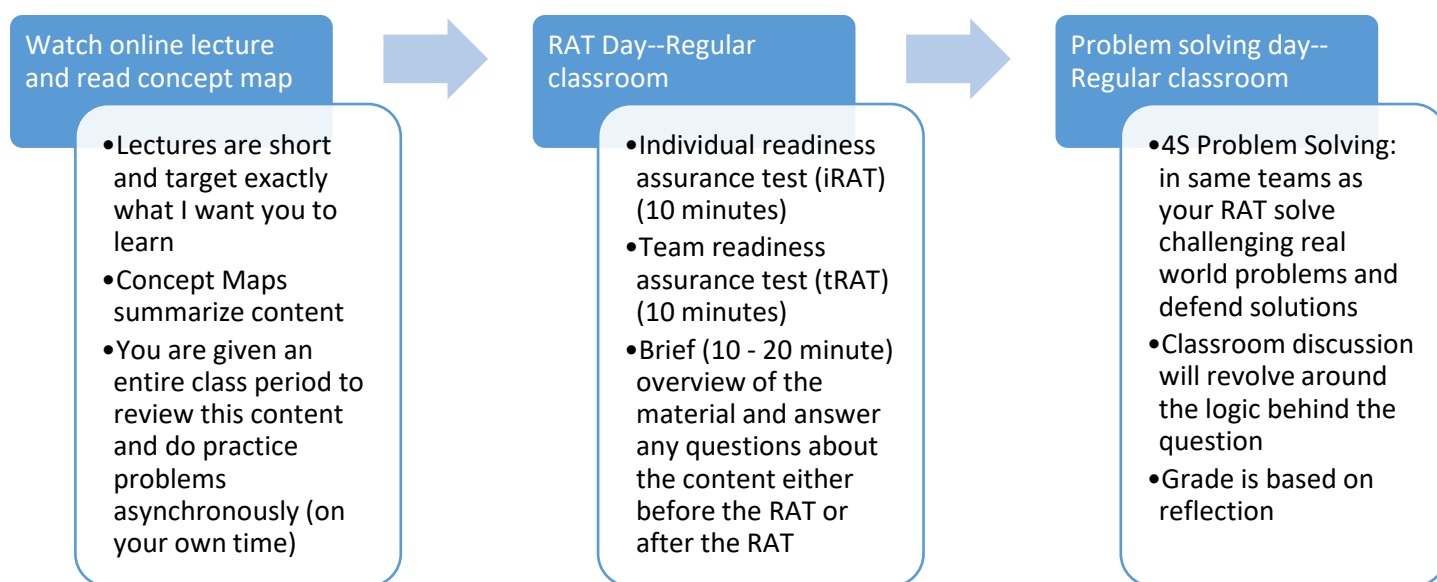 Watch online lecture
and read concept map
•Lectures are short
and target exactly
what I want you to
learn
•Concept Maps
summarize content
•You are given an
entire class period to
review this content
and do practice
problems
asynchronously (on
your own time)
RAT Day--Regular
classroom
•Individual readiness
assurance test (iRAT)
(10 minutes)
•Team readiness
assurance test (tRAT)
(10 minutes)
•Brief (10 - 20 minute)
overview of the
material and answer
any questions about
the content either
before the RAT or
after the RAT
Problem solving day--
Regular classroom
•4S Problem Solving:
in same teams as
your RAT solve
challenging real
world problems and
defend solutions
•Classroom discussion
will revolve around
the logic behind the
question
•Grade is based on
reflection